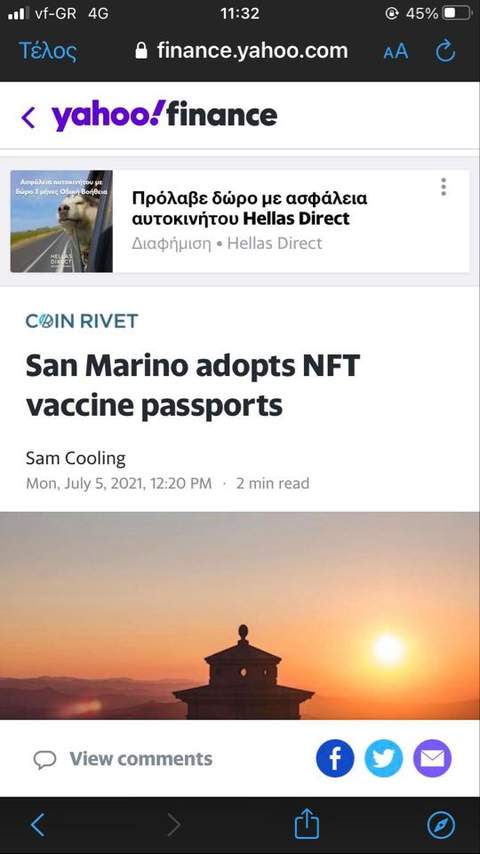 vf-GR 4G 11:32 45%
Τέλος finance.yahoo.com AA
yahoo!finance
Ασφάλεια αυτοκινήτου με
δώρο 3 μήνες Οδική Βοήθεια
HELLAS
DIRECT
Πρόλαβε δώρο με ασφάλεια
αυτοκινήτου Hellas Direct
Διαφήμιση • Hellas Direct
COIN RIVET
San Marino adopts NFT
vaccine passports
Sam Cooling
Mon, July 5, 2021, 12:20 PM · 2 min read
View comments